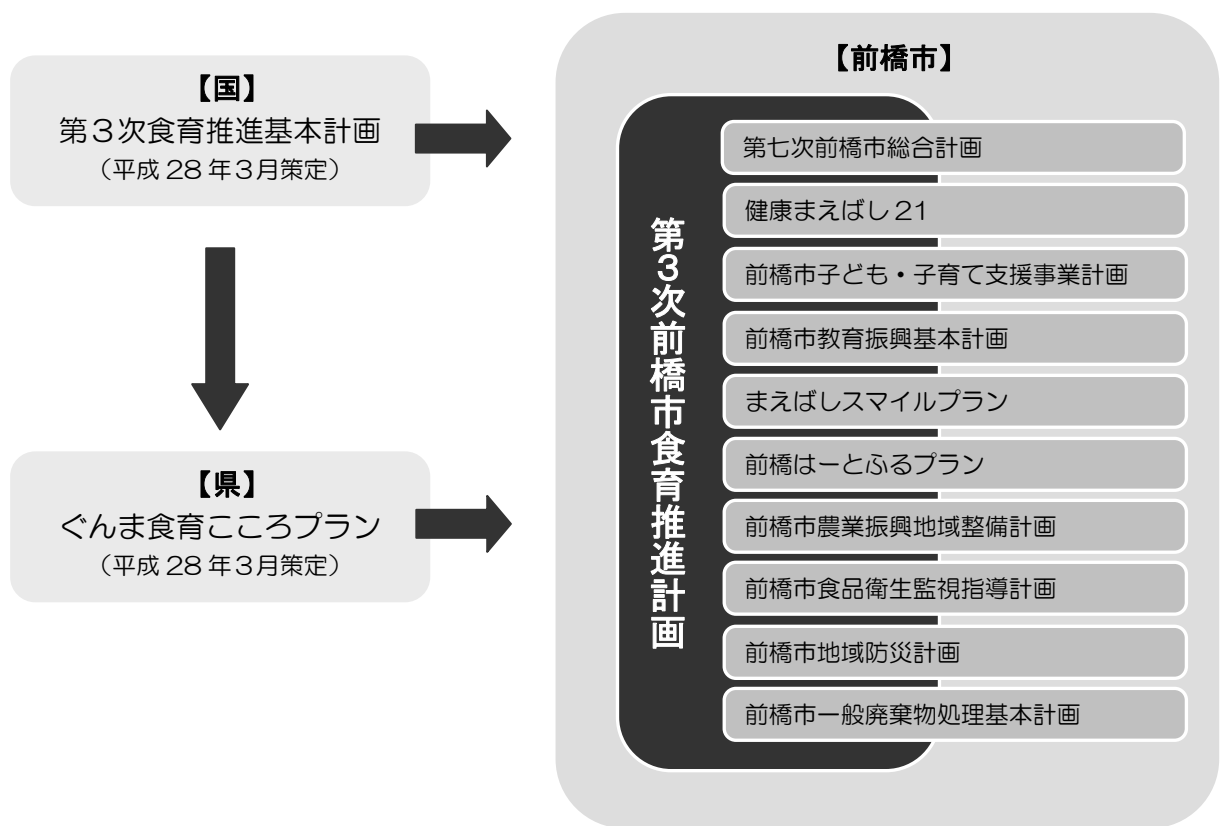 【国】
第３次食育推進基本計画
（平成 28 年３月策定）
【県】
ぐんま食育こころプラン
（平成 28 年３月策定）
【前橋市】
第３次前橋市食育推進計画
第七次前橋市総合計画
健康まえばし 21
前橋市子ども・子育て支援事業計画
前橋市教育振興基本計画
まえばしスマイルプラン
前橋はーとふるプラン
前橋市農業振興地域整備計画
前橋市食品衛生監視指導計画
前橋市地域防災計画
前橋市一般廃棄物処理基本計画